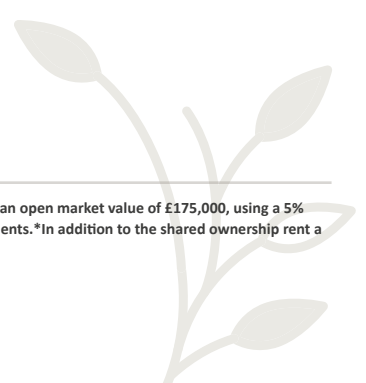 an open market value of £175,000, using a 5%
ents.*In addition to the shared ownership rent a